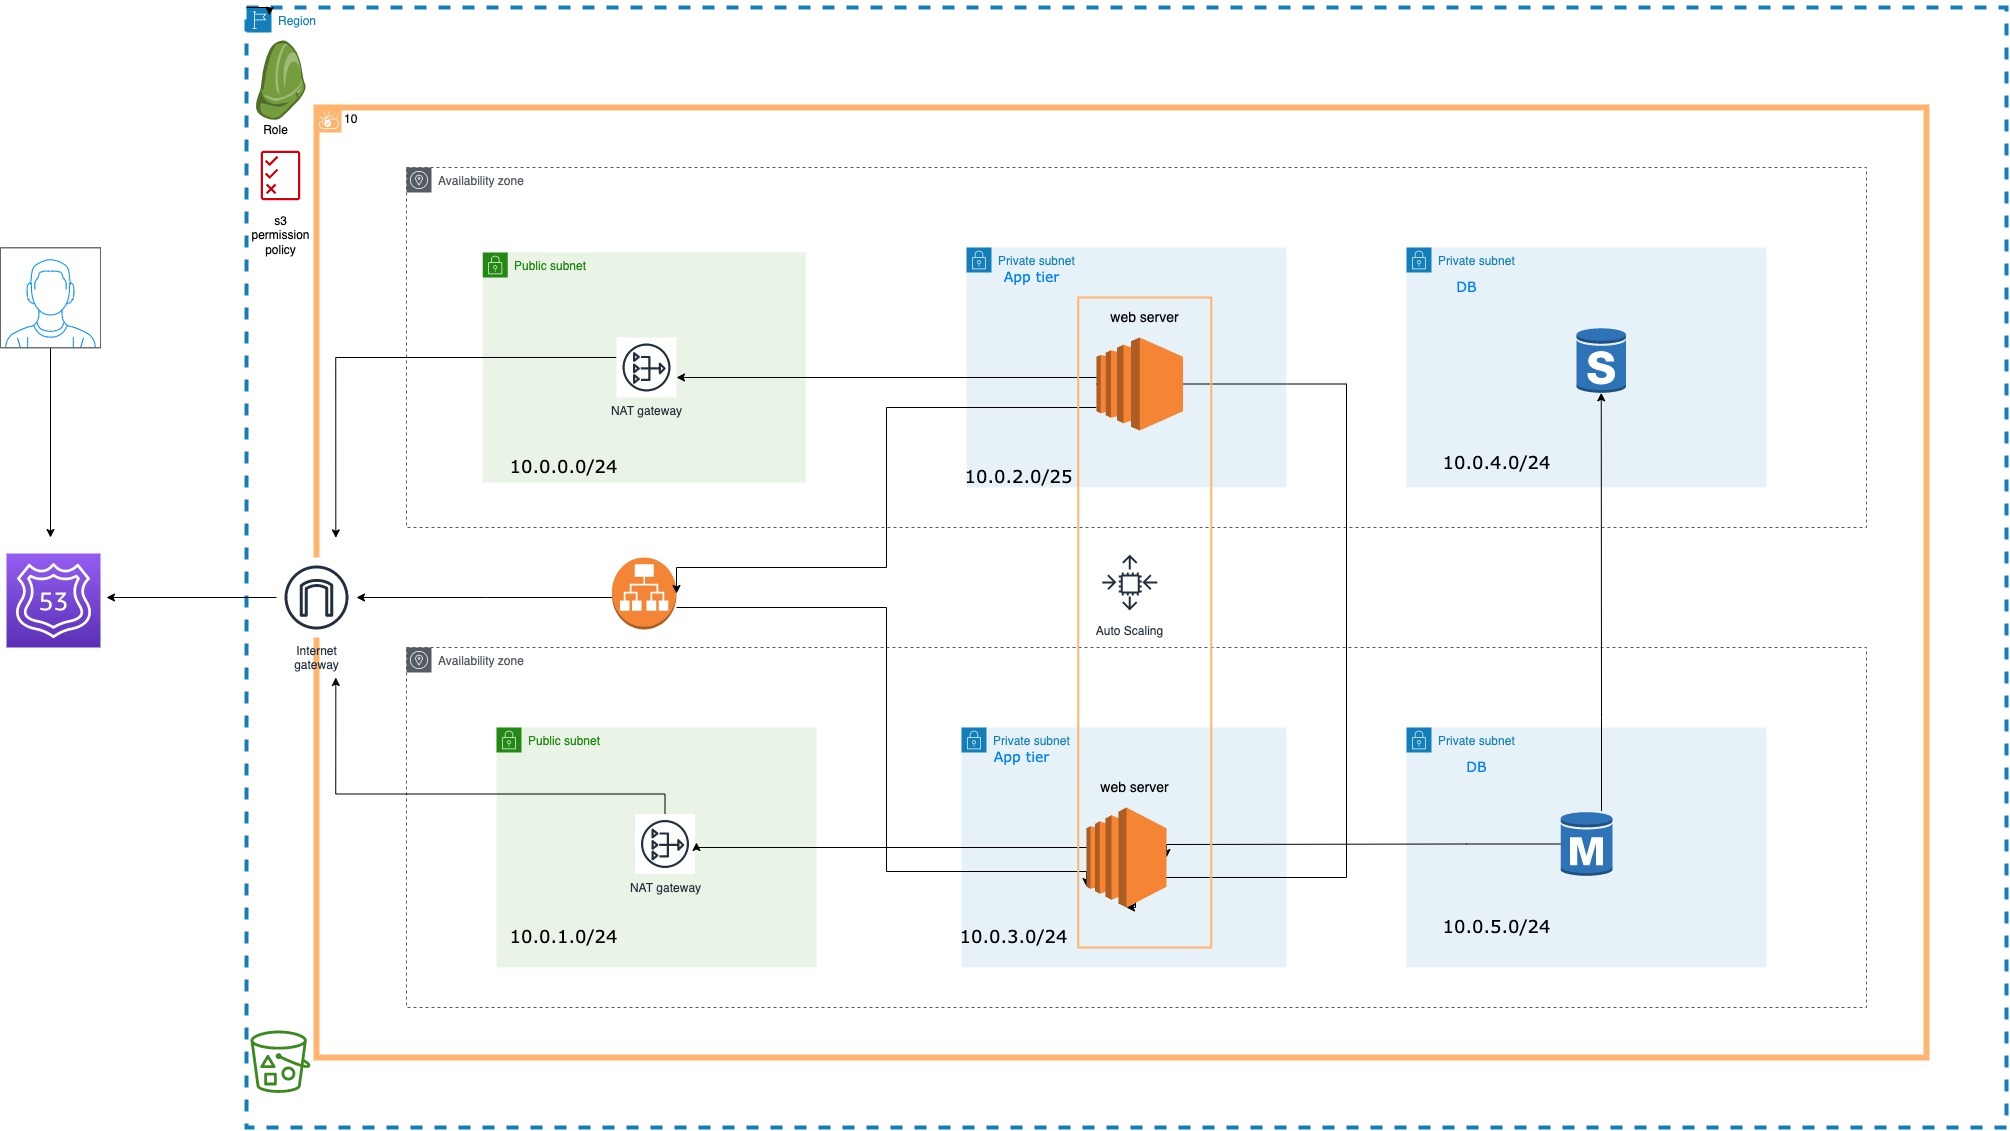 Region
Role
10
Availability zone
s3
permission
policy
Public subnet
Private subnet
App tier
Private subnet
DB
web server
S
NAT gateway
10.0.0.0/24
10.0.2.0/25
10.0.4.0/24
53
Auto Scaling
Internet
gateway
Availability zone
Public subnet
Private subnet
App tier
Private subnet
DB
web server
M
NAT gateway
10.0.1.0/24
10.0.3.0/24
10.0.5.0/24